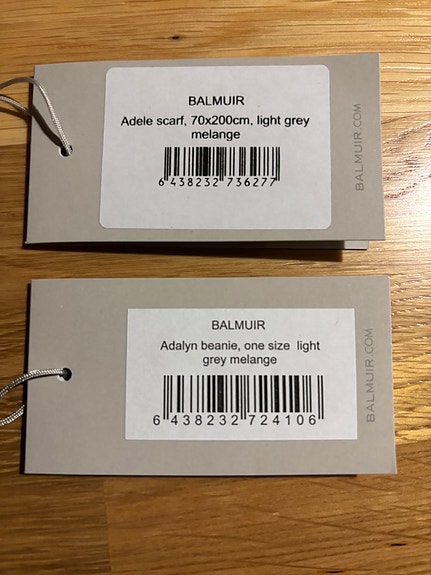 BALMUIR
Adele scarf, 70x200cm, light grey
melange
6 438232 736277
BALMUIR.COM
BALMUIR
Adalyn beanie, one size  light
grey melange
6 438232 724106
BALMUIR.COM